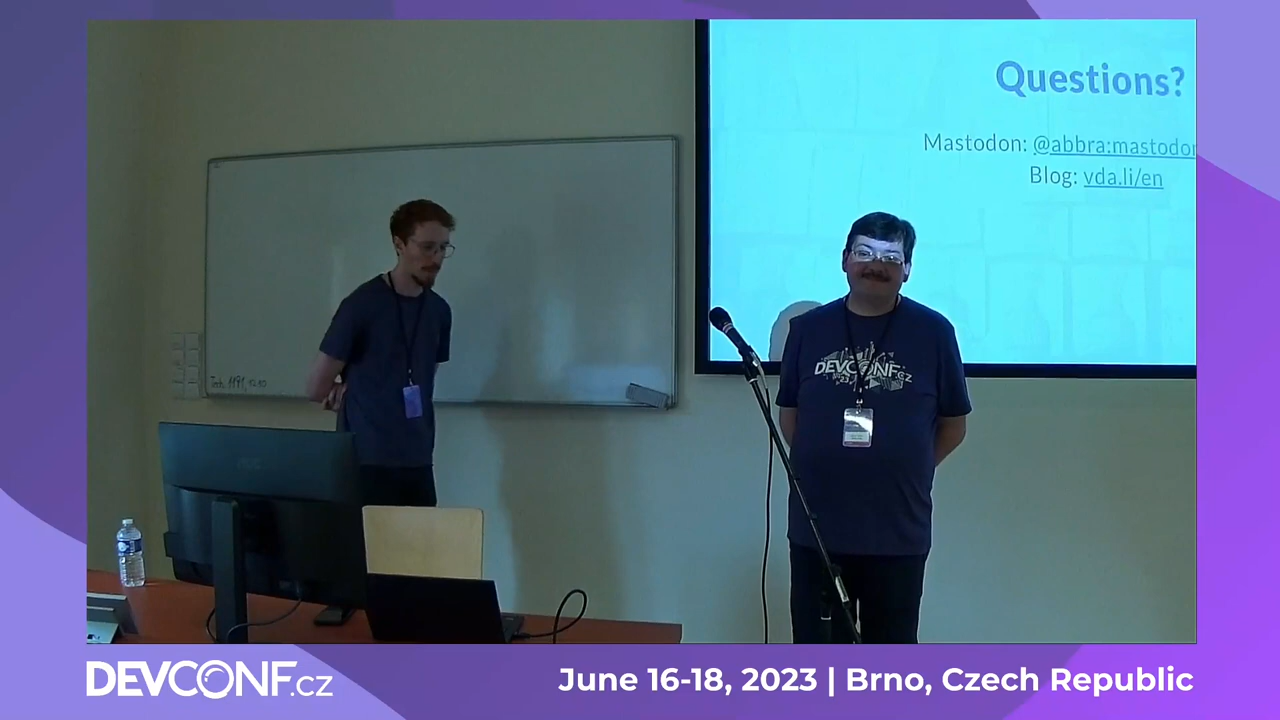 Questions?
Mastodon: @abbra:mastodon
Blog: vda.li/en
DEVCONF.CZ
DEVCONF.CZ
June 16-18, 2023 | Brno, Czech Republic